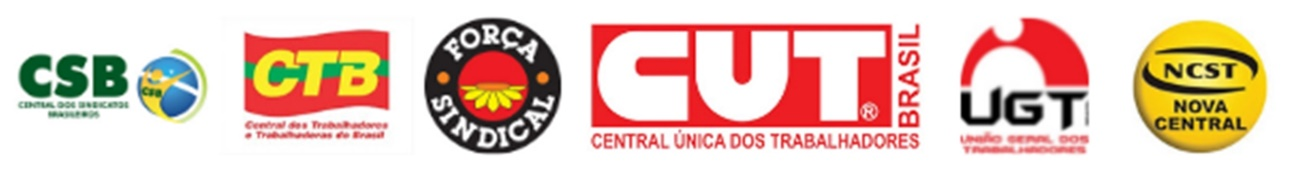 CSB
CENTRAL DOS SINDICATOS
BRASILEIROS
CSB
CTB
Central dos Trabalhadores
e Trabalhadoras do Brasil
FORÇA
SINDICAL
CUT®
BRASIL
CENTRAL ÚNICA DOS TRABALHADORES
UGT
UNIÃO GERAL DOS
TRABALHADORES
NCST
NOVA
CENTRAL